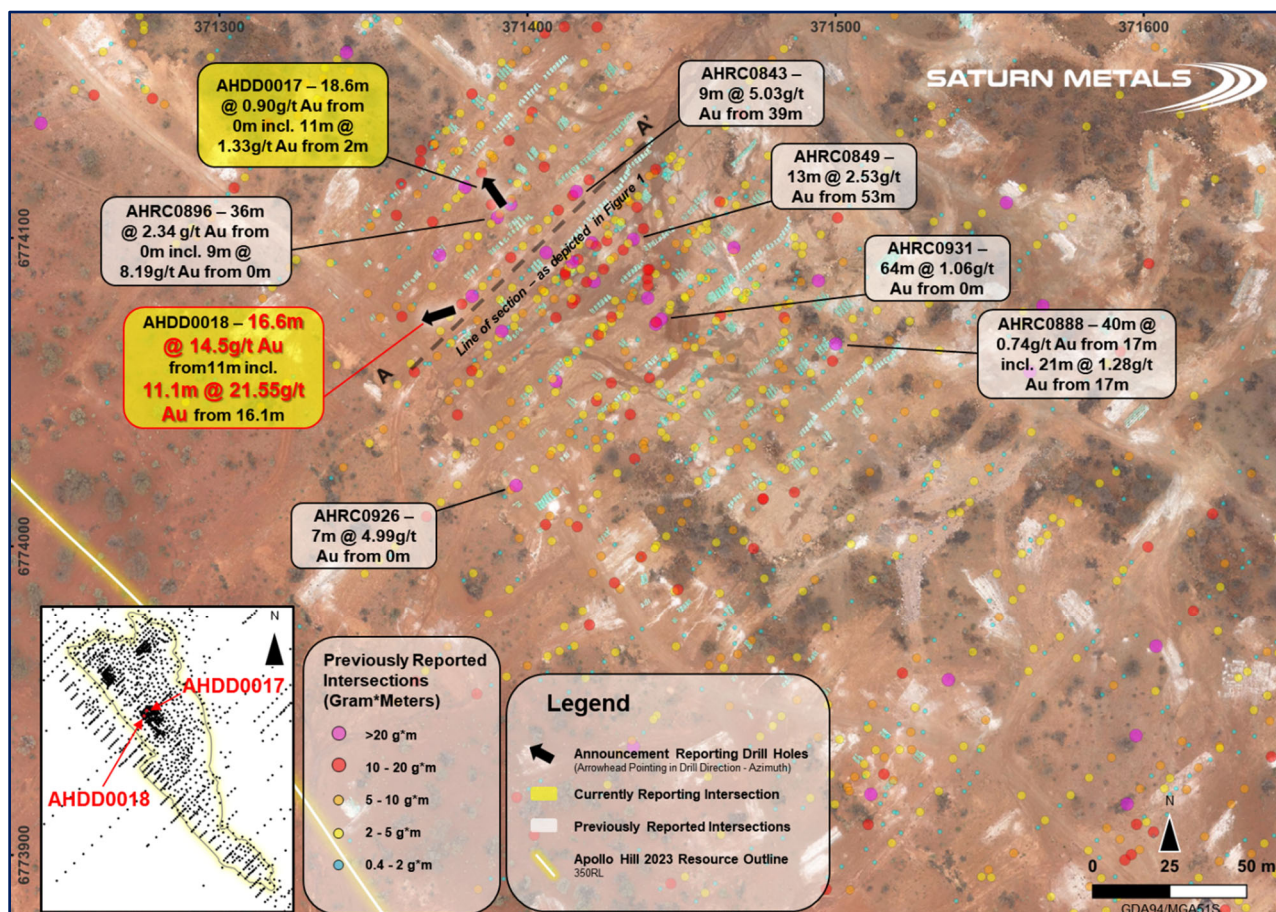 371300
371400
371500
371600
SATURN METALS
AHDD0017 – 18.6m
@ 0.90g/t Au from
0m incl. 11m @
1.33g/t Au from 2m
AHRC0843 –
9m @ 5.03g/t
Au from 39m
A'
AHRC0849 –
13m @ 2.53g/t
Au from 53m
AHRC0896 – 36m
@ 2.34 g/t Au from
0m incl. 9m @
8.19g/t Au from 0m
6774100
Line of section – as depicted in Figure 1
A
AHRC0931 –
64m @ 1.06g/t
Au from 0m
AHDD0018 – 16.6m
@ 14.5g/t Au
from11m incl.
11.1m @ 21.55g/t
Au from 16.1m
AHRC0888 – 40m @
0.74g/t Au from 17m
incl. 21m @ 1.28g/t
Au from 17m
AHRC0926 –
7m @ 4.99g/t
Au from 0m
6774000
6773900
N
AHDD0017
AHDD0018
Previously Reported
Intersections
(Gram*Meters)
>20 g*m
10 - 20 g*m
5 - 10 g*m
2 - 5 g*m
0.4 - 2 g*m
Legend
Announcement Reporting Drill Holes
(Arrowhead Pointing in Drill Direction - Azimuth)
Currently Reporting Intersection
Previously Reported Intersections
Apollo Hill 2023 Resource Outline
350RL
N
0 25 50 m
GDA94/MGA51S